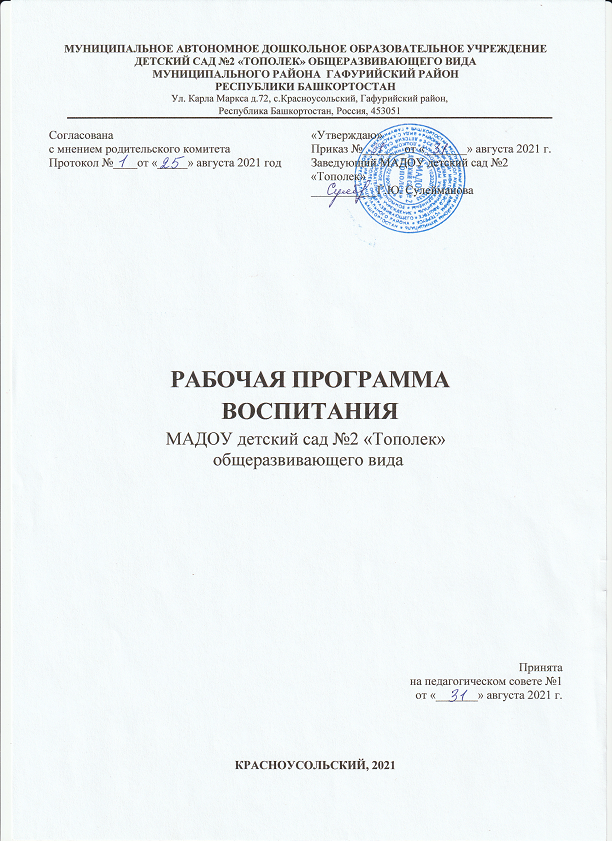 МУНИЦИПАЛЬНОЕ АВТОНОМНОЕ ДОШКОЛЬНОЕ ОБРАЗОВАТЕЛЬНОЕ УЧРЕЖДЕНИЕ
ДЕТСКИЙ САД №2 «ТОПОЛЕК» ОБЩЕРАЗВИВАЮЩЕГО ВИДА
МУНИЦИПАЛЬНОГО РАЙОНА ГАФУРИЙСКИЙ РАЙОН
РЕСПУБЛИКИ БАШКОРТОСТАН
Ул. Карла Маркса д.72, с.Красноусольский, Гафурийский район,
Республика Башкортостан, Россия, 453051
Согласована
с мнением родительского комитета
Протокол № 1 от « 25 » августа 2021 год
«Утверждаю»
Приказ № от « 31 » августа 2021 г.
Заведующий МАДОУ детский сад №2
«Тополек»
Г.Ю. Сулейманова
РАБОЧАЯ ПРОГРАММА
ВОСПИТАНИЯ
МАДОУ детский сад №2 «Тополек»
общеразвивающего вида
Принята
на педагогическом совете №1
от « 31 » августа 2021 г.
КРАСНОУСОЛЬСКИЙ, 2021